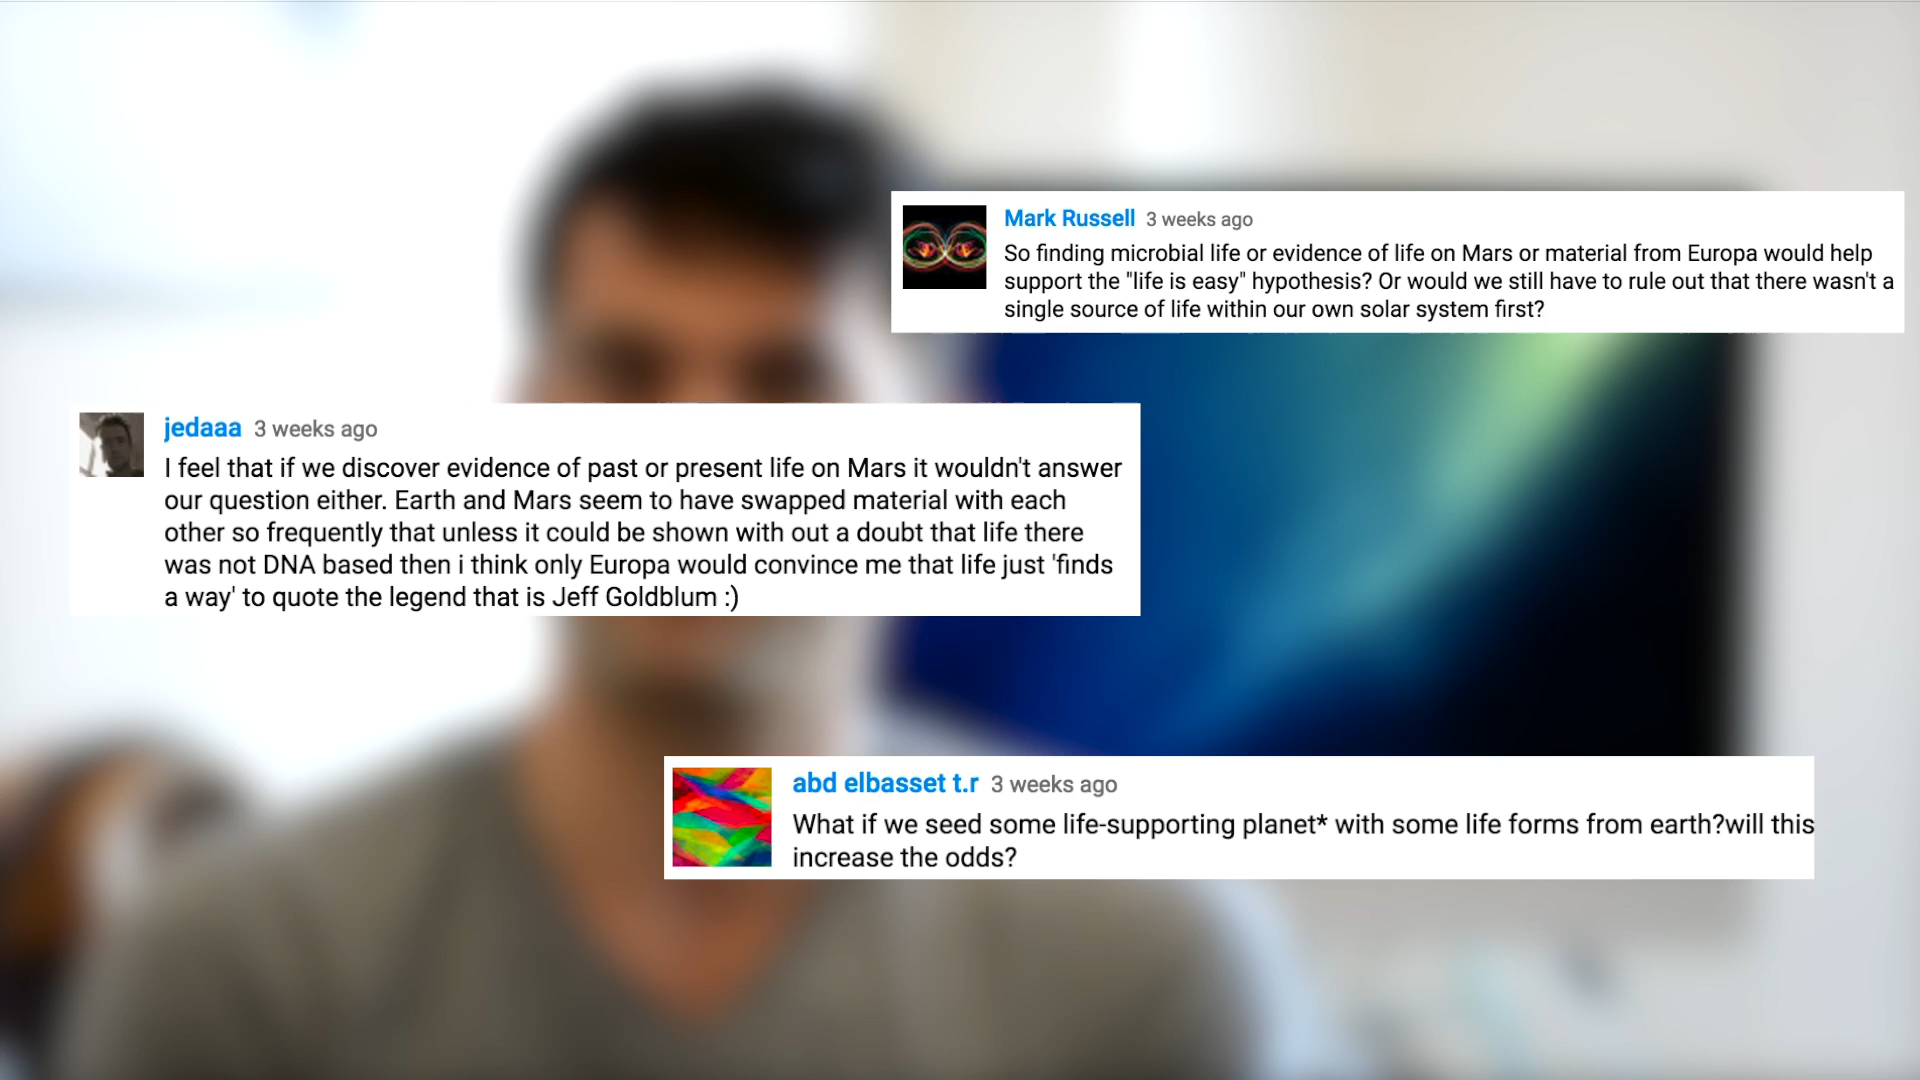 Mark Russell 3 weeks ago
So finding microbial life or evidence of life on Mars or material from Europa would help
support the "life is easy" hypothesis? Or would we still have to rule out that there wasn't a
single source of life within our own solar system first?
jedaaa 3 weeks ago
I feel that if we discover evidence of past or present life on Mars it wouldn't answer
our question either. Earth and Mars seem to have swapped material with each
other so frequently that unless it could be shown with out a doubt that life there
was not DNA based then i think only Europa would convince me that life just 'finds
a way' to quote the legend that is Jeff Goldblum :)
abd elbasset t.r 3 weeks ago
What if we seed some life-supporting planet* with some life forms from earth?will this
increase the odds?